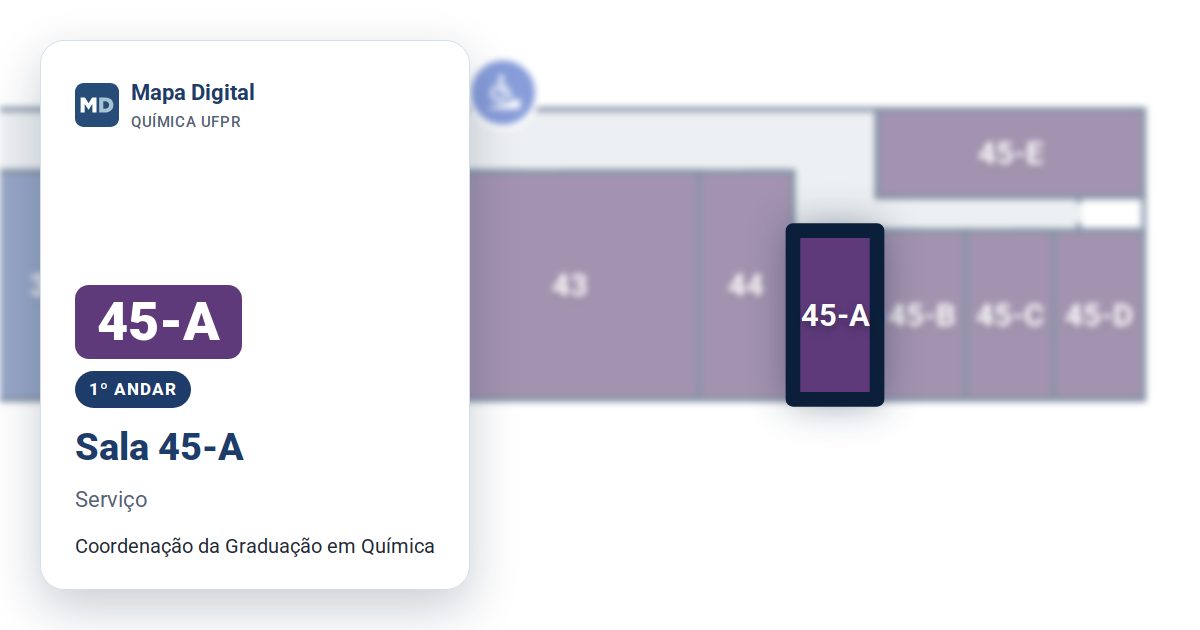 MD
Mapa Digital
QUÍMICA UFPR
45-A
1º ANDAR
Sala 45-A
Serviço
Coordenação da Graduação em Química
43
44
45-A
45-B
45-C
45-D
45-E